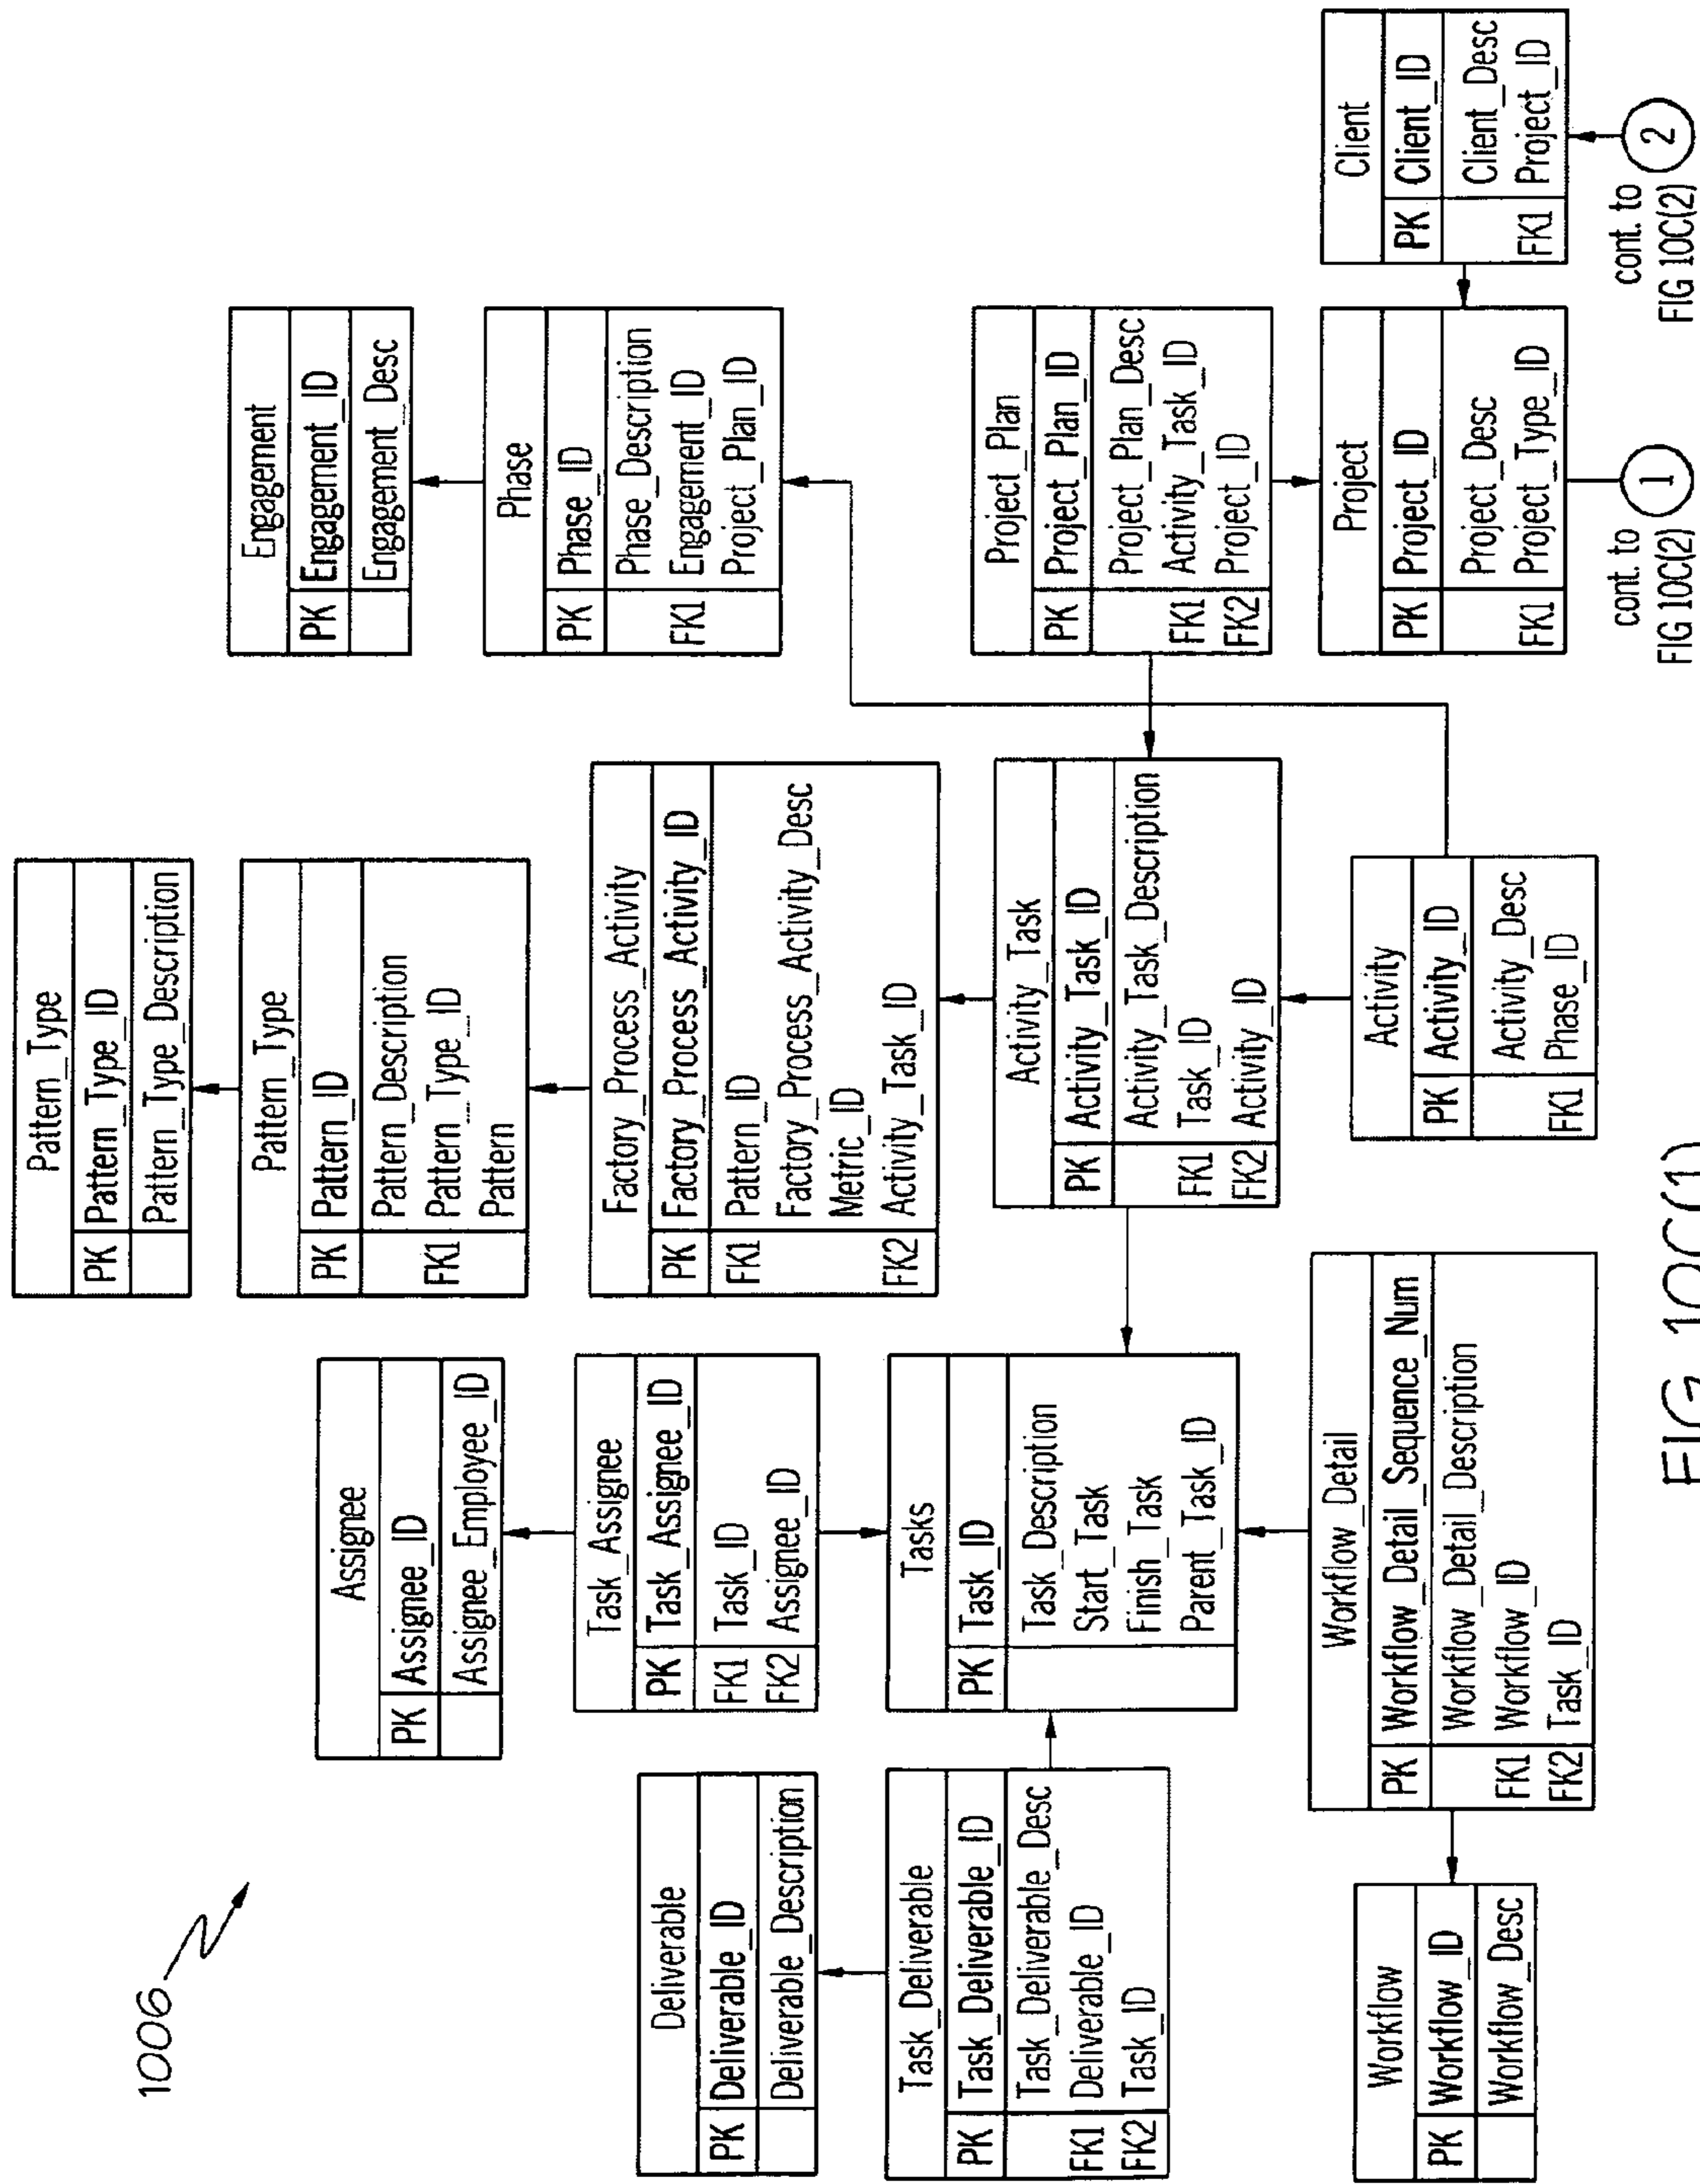 1006
Pattern_Type
PK Pattern_Type_ID
Pattern_Type_Description
Pattern_Type
PK Pattern_ID
Pattern_Description
FK1 Pattern_Type_ID
Pattern
Engagement
PK Engagement_ID
Engagement_Desc
Assignee
PK Assignee_ID
Assignee_Employee_ID
Phase
PK Phase_ID
Phase_Description
FK1 Engagement_ID
Project_Plan_ID
Deliverable
PK Deliverable_ID
Deliverable_Description
Task_Assignee
PK Task_Assignee_ID
FK1 Task_ID
FK2 Assignee_ID
Factory_Process_Activity
PK Factory_Process_Activity_ID
FK1 Pattern_ID
Factory_Process_Activity_Desc
Metric_ID
FK2 Activity_Task_ID
Task_Deliverable
PK Task_Deliverable_ID
Task_Deliverable_Desc
FK1 Deliverable_ID
FK2 Task_ID
Tasks
PK Task_ID
Task_Description
Start_Task
Finish_Task
Parent_Task_ID
Activity_Task
PK Activity_Task_ID
Activity_Task_Description
FK1 Task_ID
FK2 Activity_ID
Project_Plan
PK Project_Plan_ID
Project_Plan_Desc
FK1 Activity_Task_ID
FK2 Project_ID
Workflow
PK Workflow_ID
Workflow_Desc
Workflow_Detail
PK Workflow_Detail_Sequence_Num
Workflow_Detail_Description
FK1 Workflow_ID
FK2 Task_ID
Activity
PK Activity_ID
Activity_Desc
FK1 Phase_ID
Project
PK Project_ID
Project_Desc
FK1 Project_Type_ID
Client
PK Client_ID
Client_Desc
FK1 Project_ID
cont. to
FIG 10C(2)
1
cont. to
FIG 10C(2)
2
FIG 10C(1)